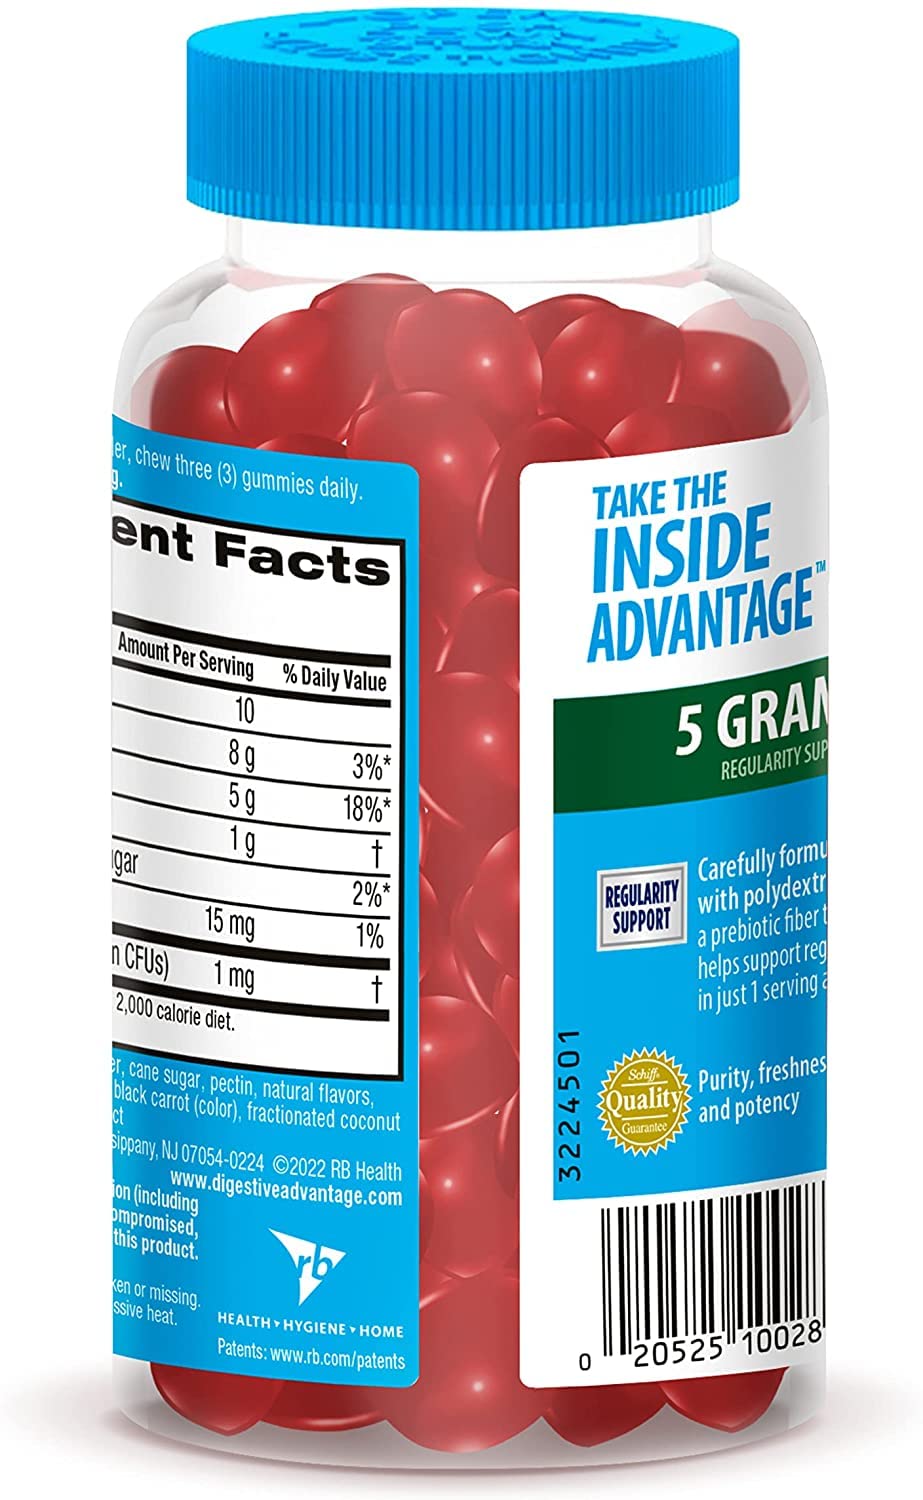 er, chew three (3) gummies daily.
g.
ent Facts
Amount Per Serving % Daily Value
10
8 g 3%*
5 g 18%*
1 g †
gar 2%*
15 mg 1%
n CFUs) 1 mg †
2,000 calorie diet.
er, cane sugar, pectin, natural flavors,
black carrot (color), fractionated coconut
ct
sippany, NJ 07054-0224 ©2022 RB Health
www.digestiveadvantage.com
ion (including
ompromised,
this product.
ken or missing.
ssive heat.
rb
HEALTH • HYGIENE • HOME
Patents: www.rb.com/patents
TAKE THE
INSIDE
ADVANTAGE™
5 GRAM
REGULARITY SUP
REGULARITY
SUPPORT
Carefully formu
with polydextr
a prebiotic fiber t
helps support reg
in just 1 serving a
3224501
Schiff®
Quality
Guarantee
Purity, freshnes
and potency
0 20525 10028